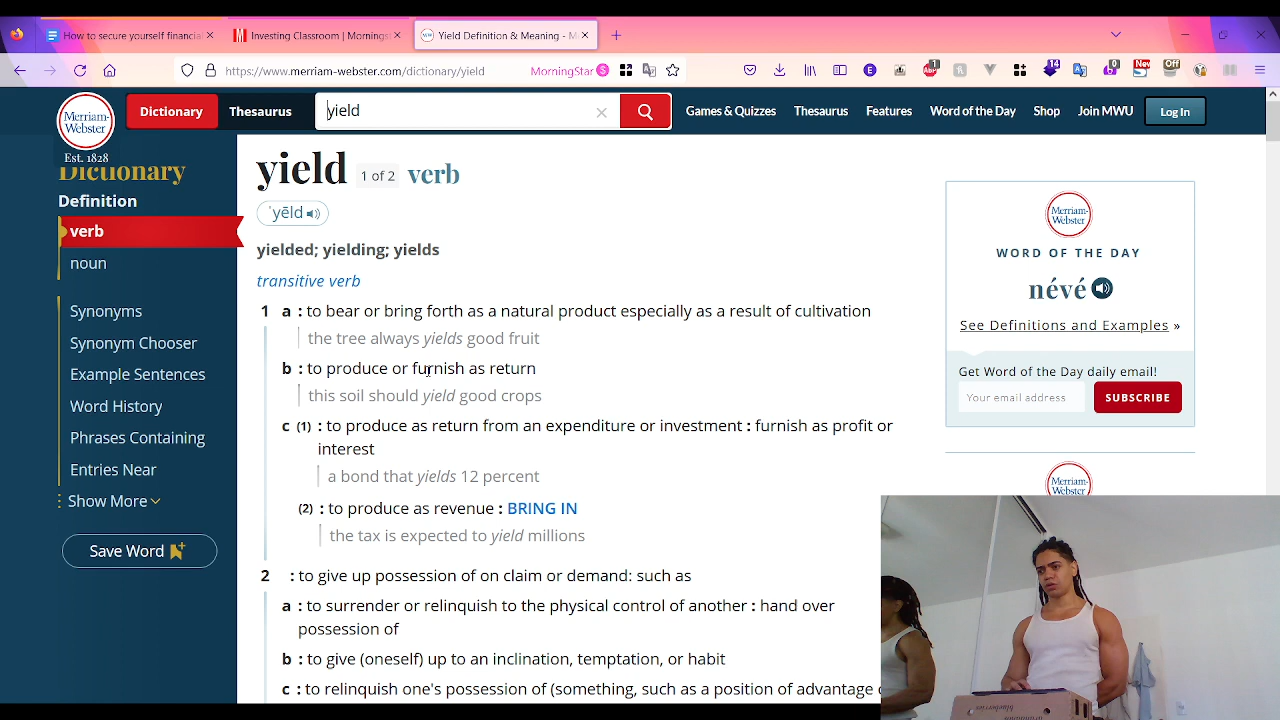 How to secure yourself financial
Investing Classroom | Mornings
Yield Definition & Meaning - M
https://www.merriam-webster.com/dictionary/yield
MorningStar
S
E
1
14
0
New
Off
Merriam-
Webster
Est. 1828
Dictionary
Thesaurus
yield
Games & Quizzes
Thesaurus
Features
Word of the Day
Shop
Join MWU
Log In
Dictionary
Definition
verb
noun
Synonyms
Synonym Chooser
Example Sentences
Word History
Phrases Containing
Entries Near
Show More
Save Word
yield 1 of 2 verb
ˈyēld
yielded; yielding; yields
transitive verb
1 a : to bear or bring forth as a natural product especially as a result of cultivation
the tree always yields good fruit
b : to produce or furnish as return
this soil should yield good crops
c (1) : to produce as return from an expenditure or investment : furnish as profit or
interest
a bond that yields 12 percent
(2) : to produce as revenue : BRING IN
the tax is expected to yield millions
2 : to give up possession of on claim or demand: such as
a : to surrender or relinquish to the physical control of another : hand over
possession of
b : to give (oneself) up to an inclination, temptation, or habit
c : to relinquish one's possession of (something, such as a position of advantage
Merriam-
Webster
WORD OF THE DAY
névé
See Definitions and Examples »
Get Word of the Day daily email!
Your email address
SUBSCRIBE
Merriam-
Webster
blueberries